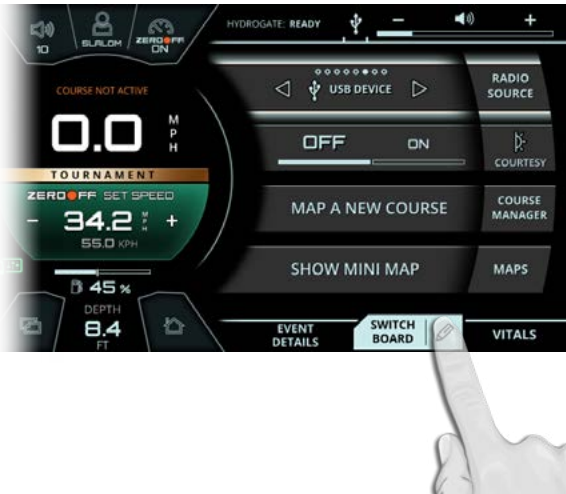 10
SLALOM
ZERO OFF
ON
HYDROGATE: READY
-
+
COURSE NOT ACTIVE
0.0
MPH
TOURNAMENT
ZERO OFF SET SPEED
- 34.2 MPH +
55.0 KPH
45 %
DEPTH
8.4
FT
USB DEVICE
RADIO
SOURCE
OFF ON
COURTESY
MAP A NEW COURSE
COURSE
MANAGER
SHOW MINI MAP
MAPS
EVENT
DETAILS
SWITCH
BOARD
VITALS